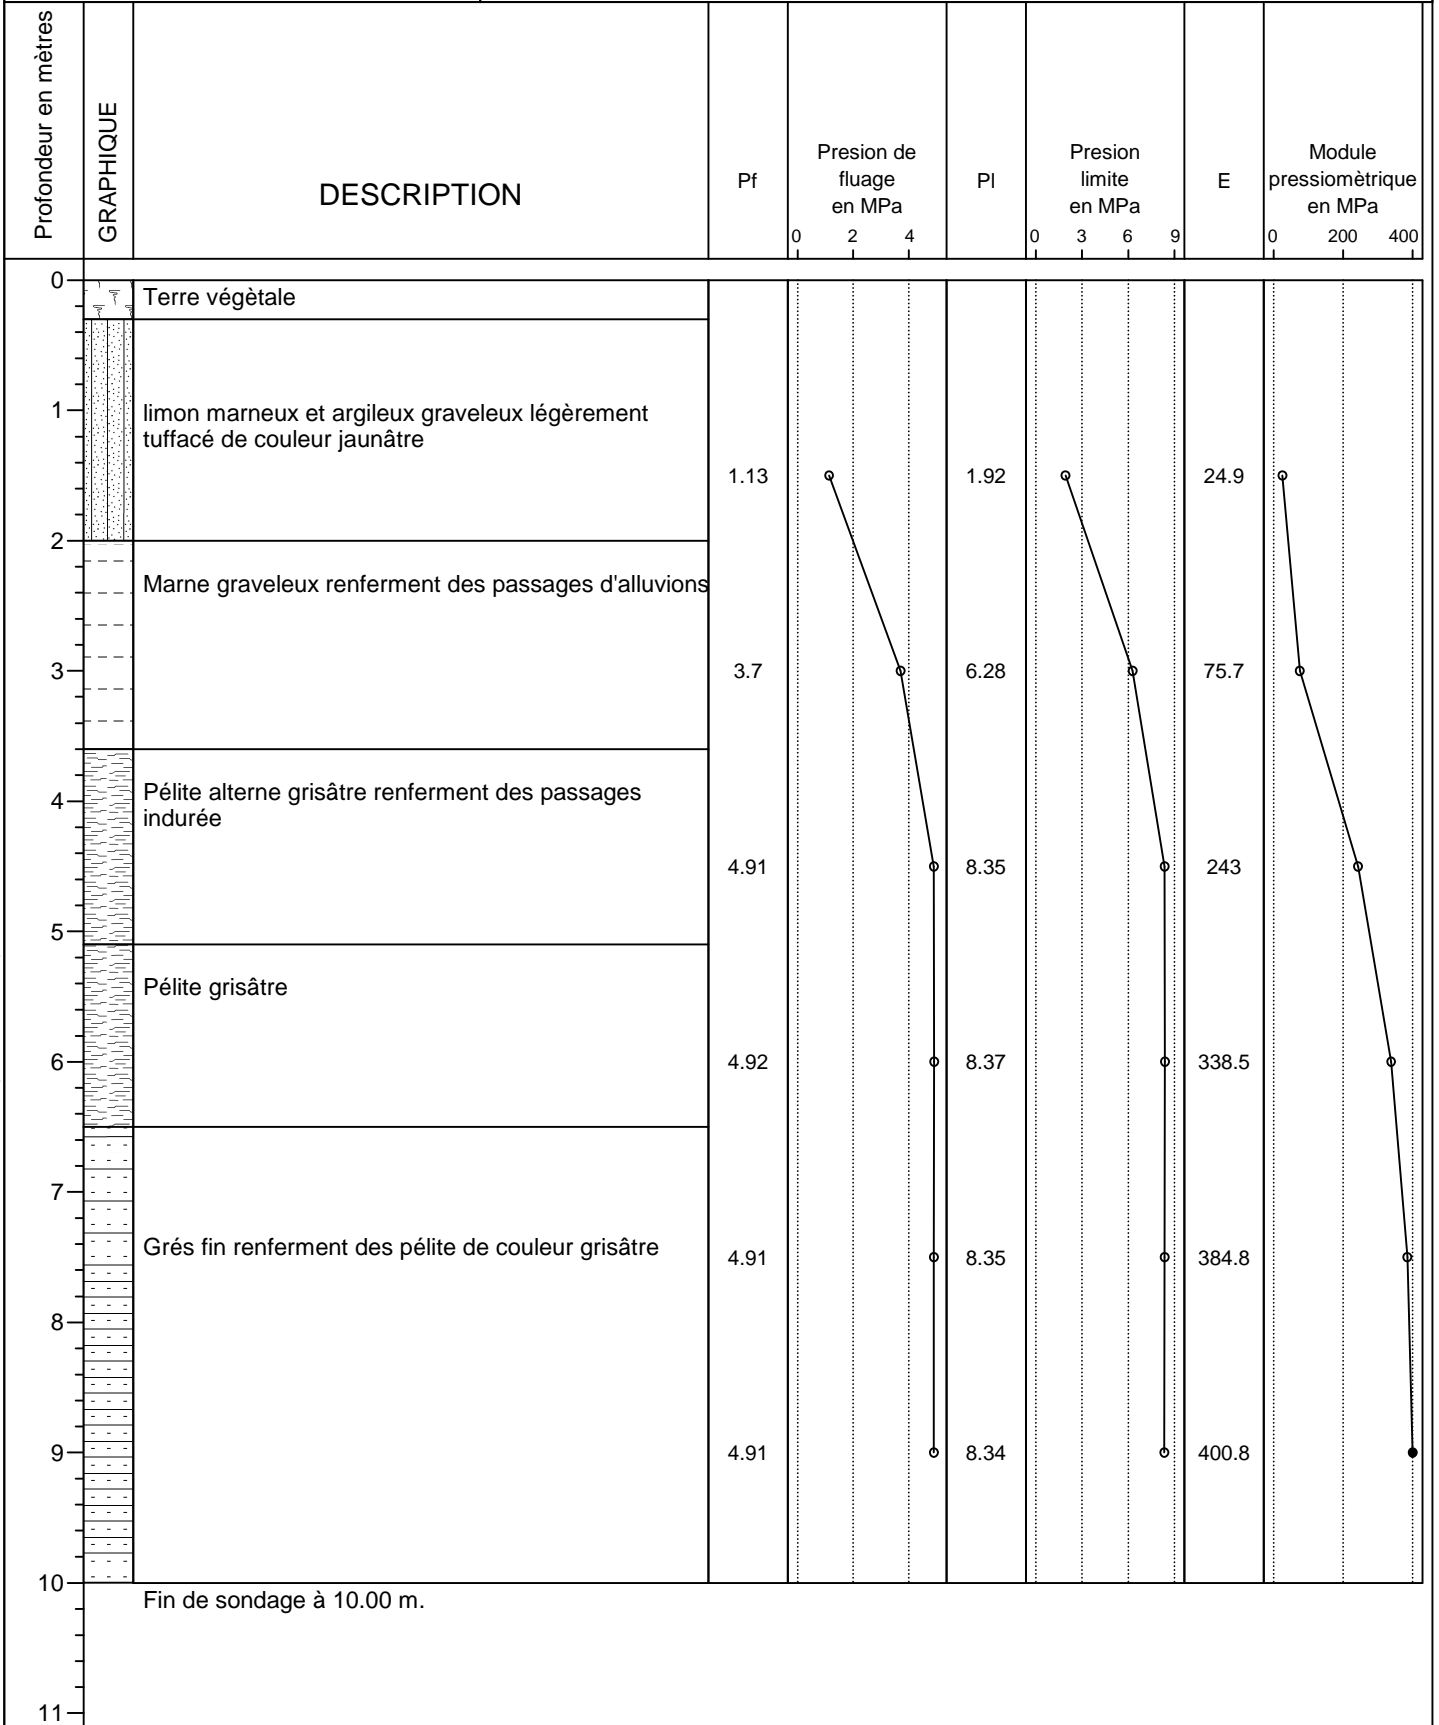 Profondeur en mètres
GRAPHIQUE
DESCRIPTION
Pf
Presion de
fluage
en MPa
0 2 4
Pl
Presion
limite
en MPa
0 3 6 9
E
Module
pressiomètrique
en MPa
0 200 400
0
Terre végètale
1
limon marneux et argileux graveleux légèrement
tuffacé de couleur jaunâtre
1.13 1.92 24.9
2
Marne graveleux renferment des passages d'alluvions
3 3.7 6.28 75.7
4
Pélite alterne grisâtre renferment des passages
indurée
4.91 8.35 243
5
Pélite grisâtre
6 4.92 8.37 338.5
7
Grés fin renferment des pélite de couleur grisâtre
4.91 8.35 384.8
8
9 4.91 8.34 400.8
10
Fin de sondage à 10.00 m.
11